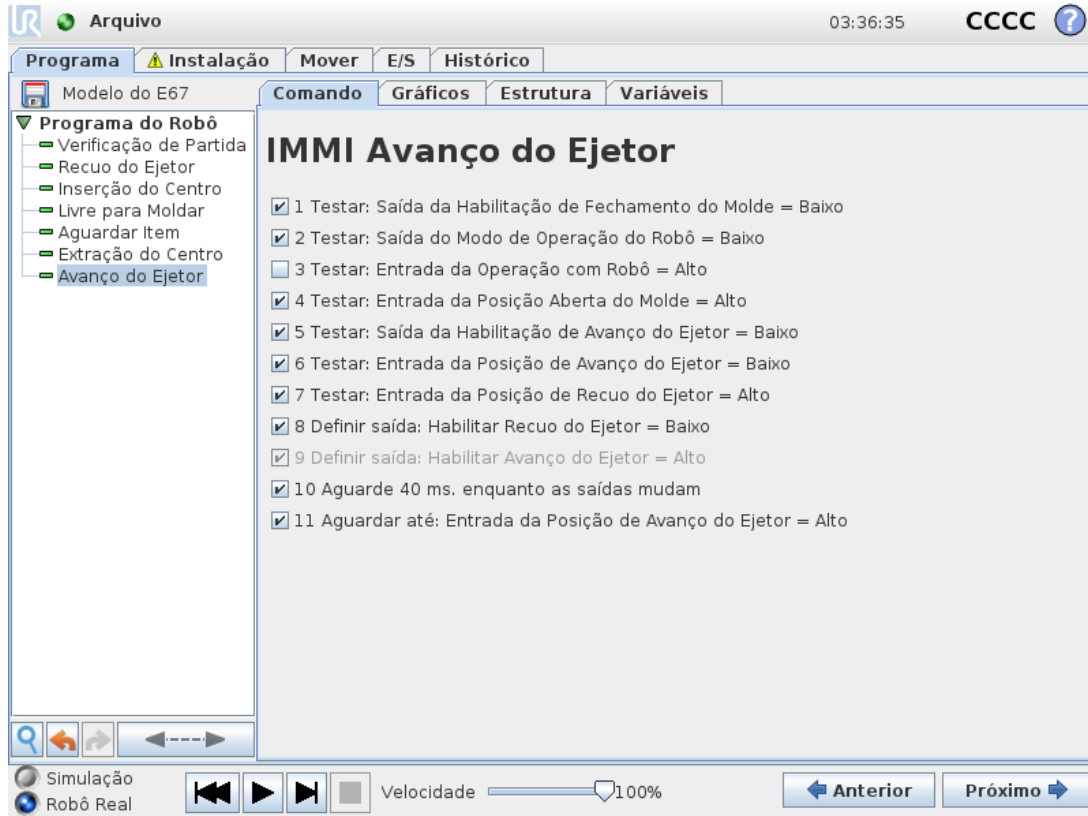 UR Arquivo 03:36:35 CCCC ?
Programa Instalação Mover E/S Histórico
Modelo do E67
Comando Gráficos Estrutura Variáveis
Programa do Robô
Verificação de Partida
Recuo do Ejetor
Inserção do Centro
Livre para Moldar
Aguardar Item
Extração do Centro
Avanço do Ejetor
IMMI Avanço do Ejetor
1 Testar: Saída da Habilitação de Fechamento do Molde = Baixo
2 Testar: Saída do Modo de Operação do Robô = Baixo
3 Testar: Entrada da Operação com Robô = Alto
4 Testar: Entrada da Posição Aberta do Molde = Alto
5 Testar: Saída da Habilitação de Avanço do Ejetor = Baixo
6 Testar: Entrada da Posição de Avanço do Ejetor = Baixo
7 Testar: Entrada da Posição de Recuo do Ejetor = Alto
8 Definir saída: Habilitar Recuo do Ejetor = Baixo
9 Definir saída: Habilitar Avanço do Ejetor = Alto
10 Aguarde 40 ms. enquanto as saídas mudam
11 Aguardar até: Entrada da Posição de Avanço do Ejetor = Alto
Simulação
Robô Real
Velocidade 100%
Anterior Próximo